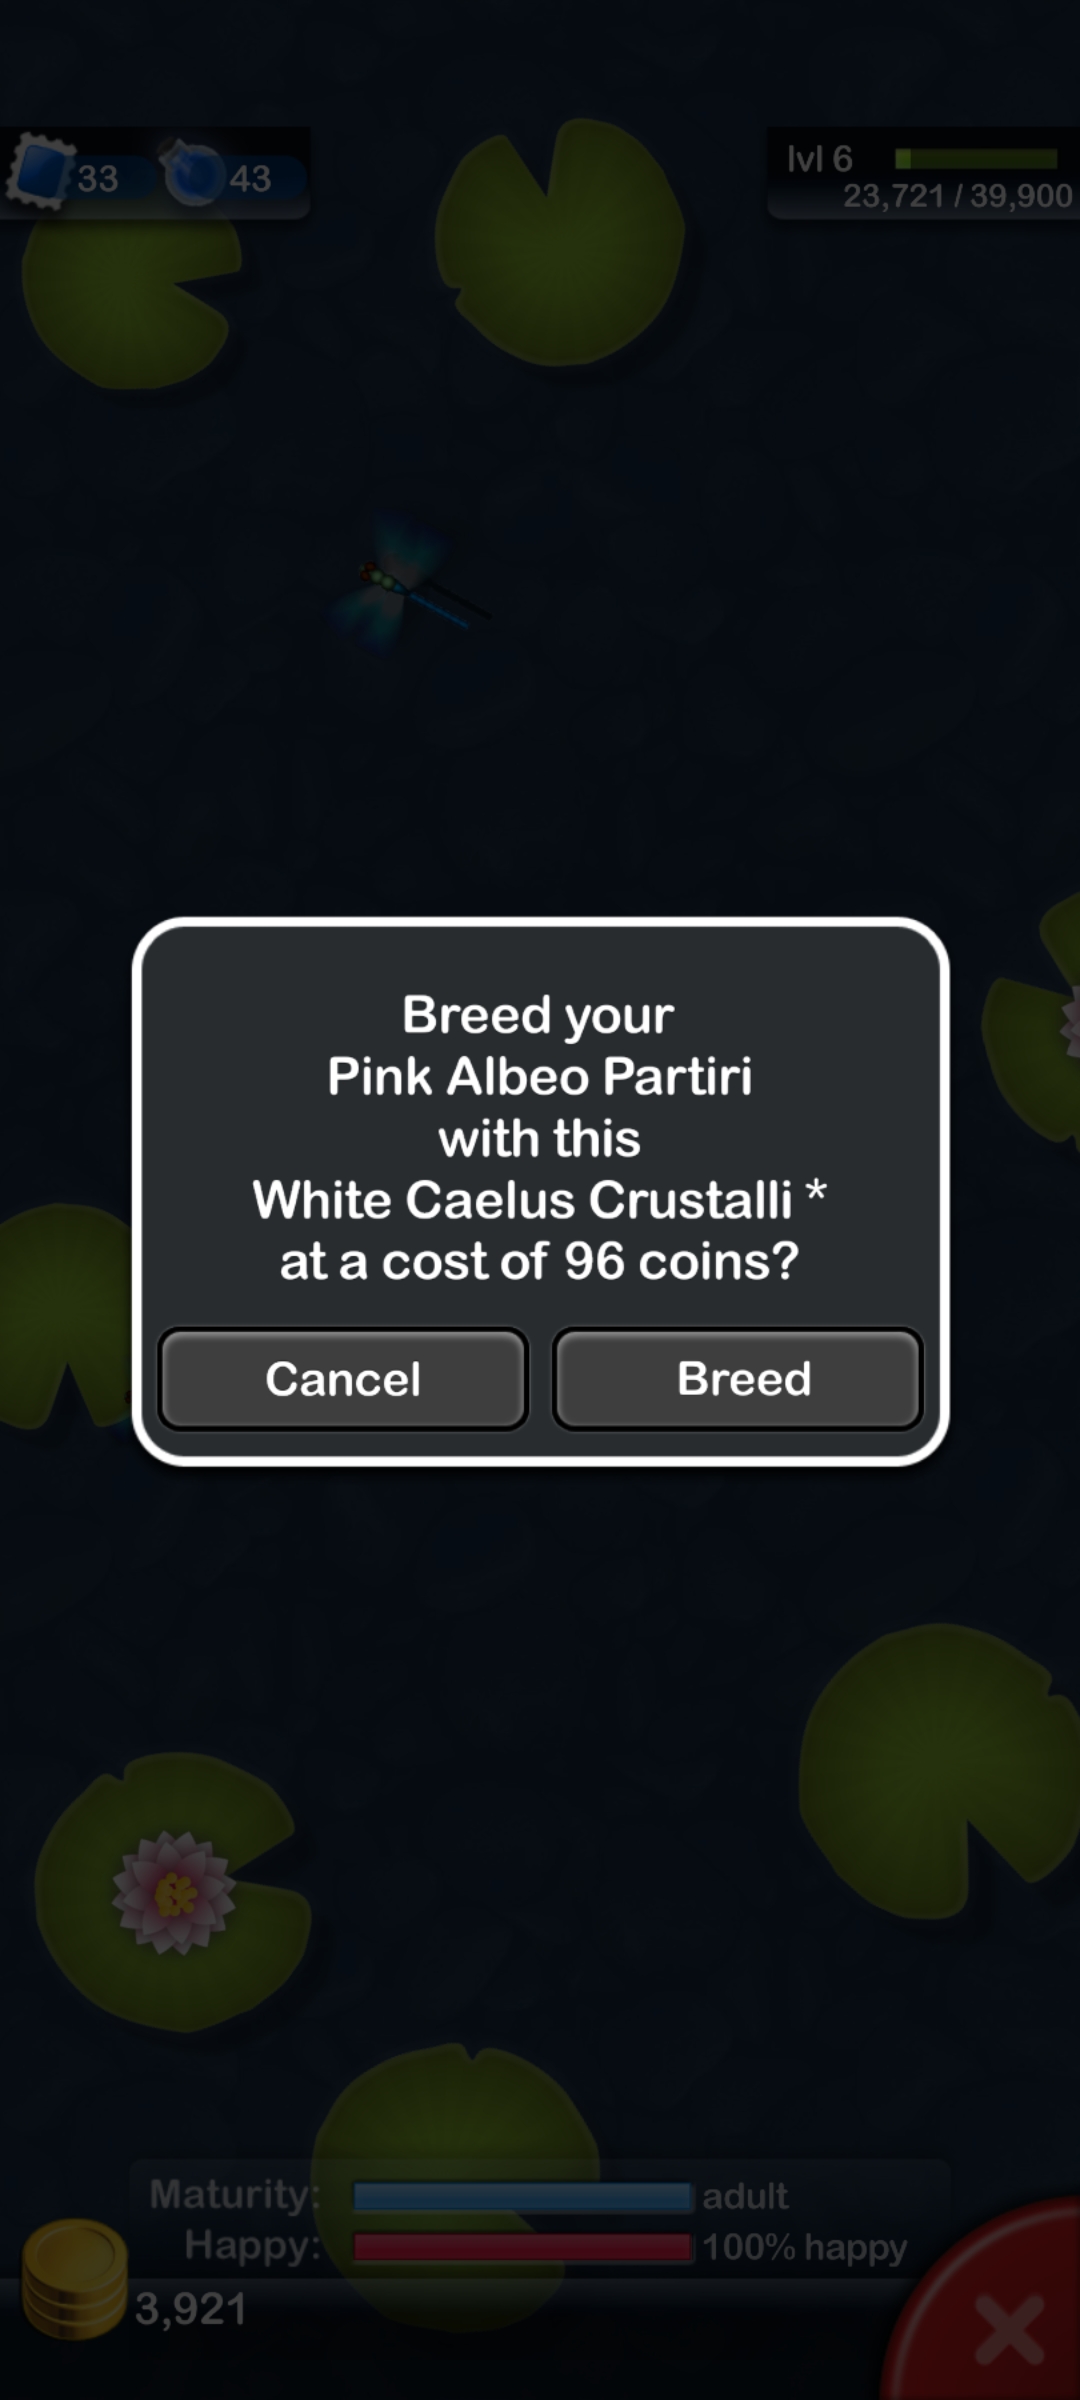 33 43
lvl 6
23,721 / 39,900
Breed your
Pink Albeo Partiri
with this
White Caelus Crustalli *
at a cost of 96 coins?
Cancel Breed
Maturity: adult
Happy: 100% happy
3,921